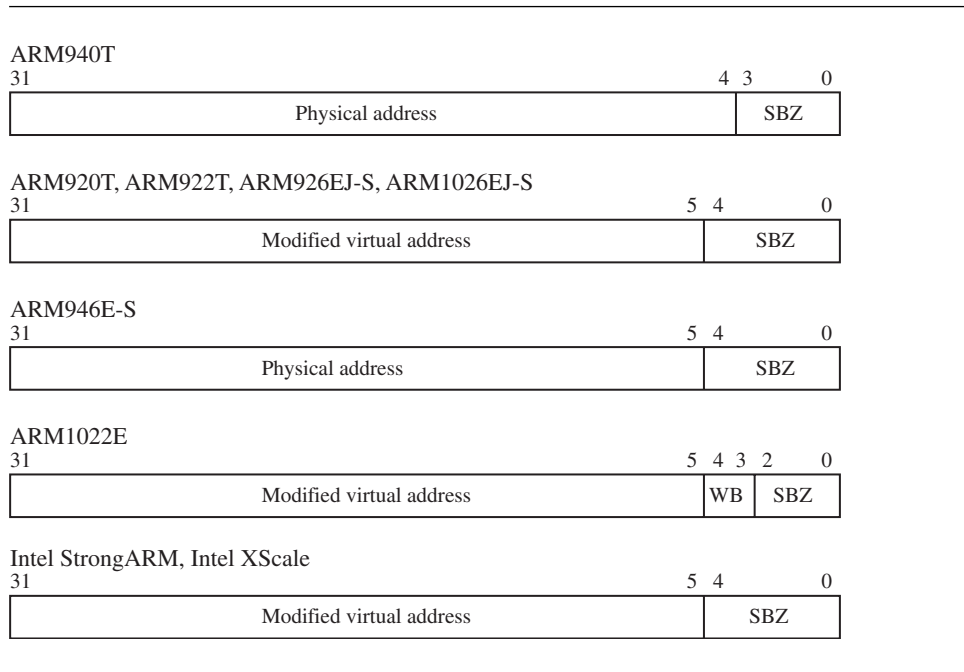 ARM940T
31 4 3 0
Physical address SBZ
ARM920T, ARM922T, ARM926EJ-S, ARM1026EJ-S
31 5 4 0
Modified virtual address SBZ
ARM946E-S
31 5 4 0
Physical address SBZ
ARM1022E
31 5 4 3 2 0
Modified virtual address WB SBZ
Intel StrongARM, Intel XScale
31 5 4 0
Modified virtual address SBZ